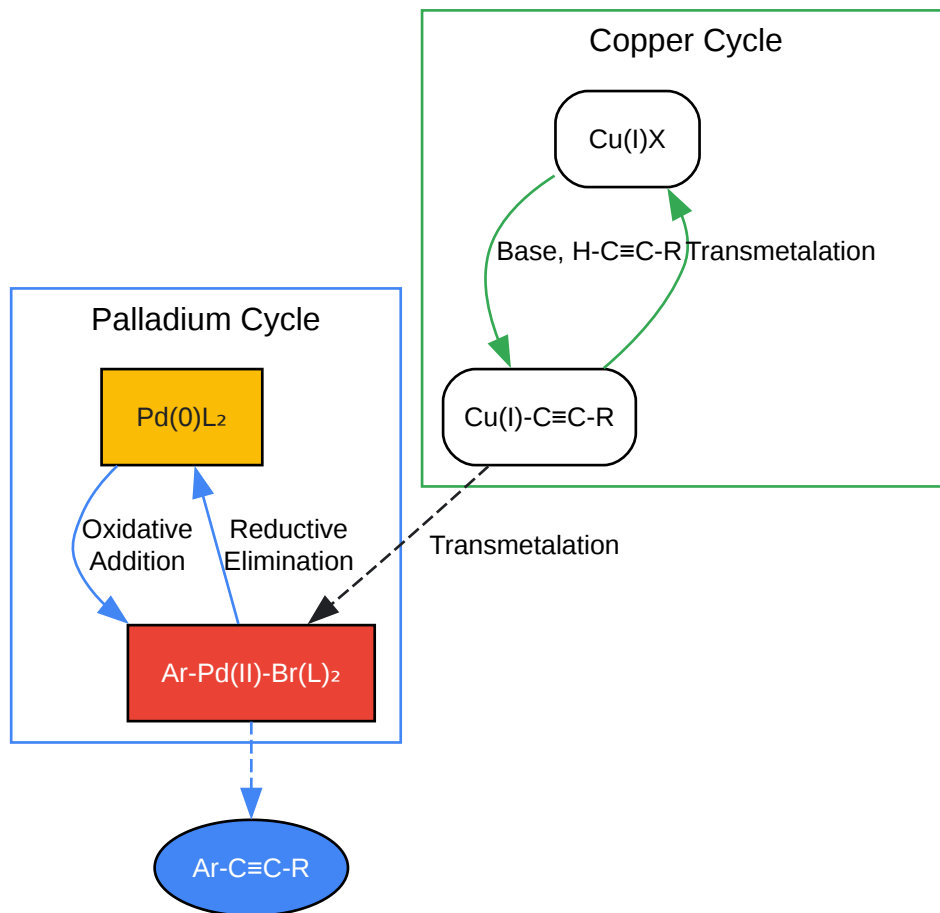 Copper Cycle
Cu(I)X
Base, H-C≡C-R
Transmetalation
Cu(I)-C≡C-R
Palladium Cycle
Pd(0)L₂
Oxidative
Addition
Reductive
Elimination
Transmetalation
Ar-Pd(II)-Br(L)₂
Ar-C≡C-R